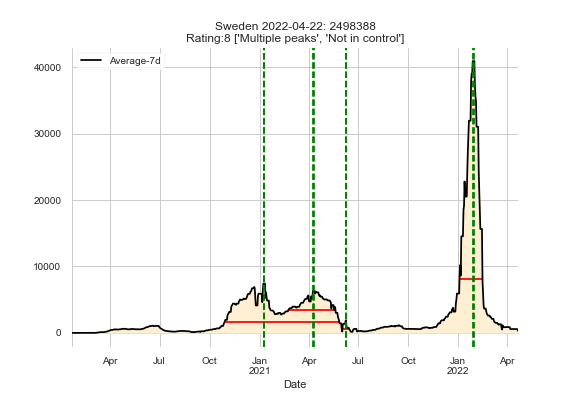 Sweden 2022-04-22: 2498388
Rating:8 ['Multiple peaks', 'Not in control']
Average-7d
40000
30000
20000
10000
0
Apr Jul Oct Jan Apr Jul Oct Jan Apr
2021 2022
Date